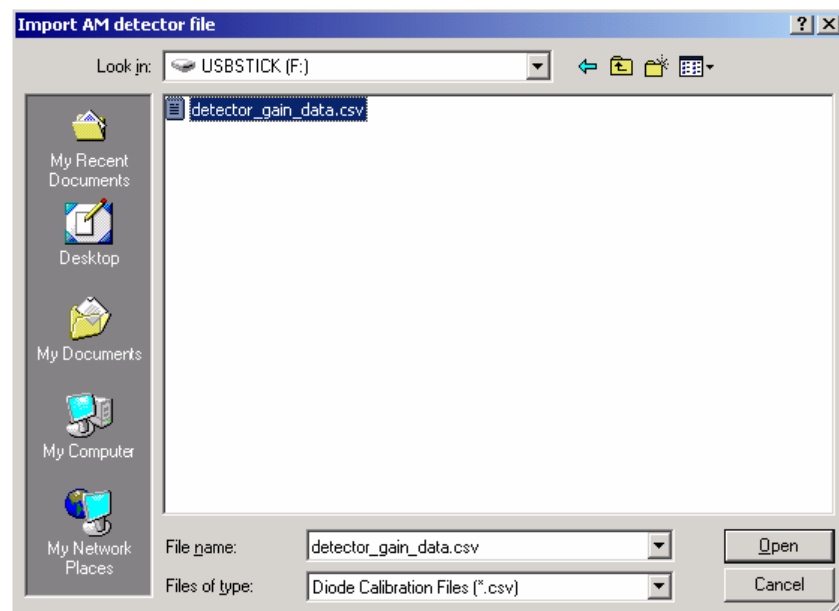 Import AM detector file
Look in: USBSTICK (F:)
detector_gain_data.csv
My Recent
Documents
Desktop
My Documents
My Computer
My Network
Places
File name: detector_gain_data.csv
Open
Files of type: Diode Calibration Files (*.csv)
Cancel